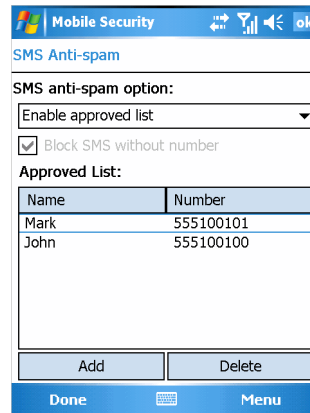 Mobile Security ok
SMS Anti-spam
SMS anti-spam option:
Enable approved list
Block SMS without number
Approved List:
Name Number
Mark 555100101
John 555100100
Add Delete
Done Menu